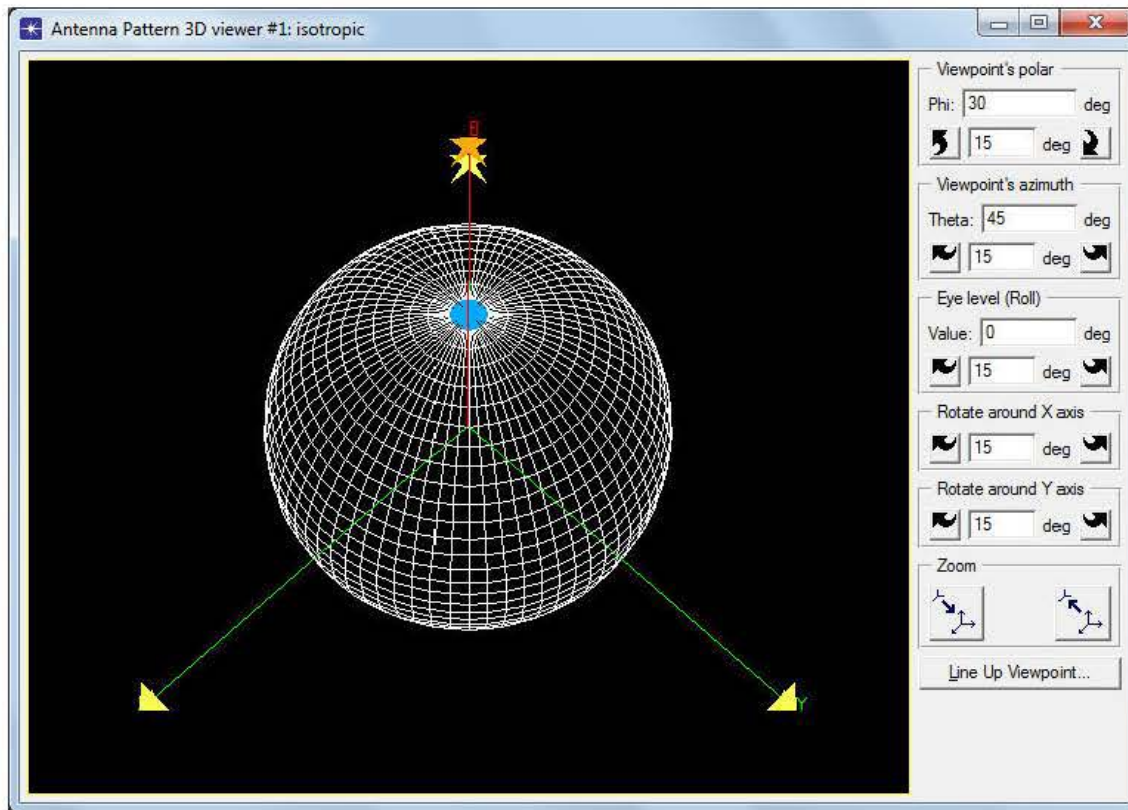 Antenna Pattern 3D viewer #1: isotropic
Viewpoint's polar
Phi: 30 deg
15 deg
Viewpoint's azimuth
Theta: 45 deg
15 deg
Eye level (Roll)
Value: 0 deg
15 deg
Rotate around X axis
15 deg
Rotate around Y axis
15 deg
Zoom
Line Up Viewpoint...
Y